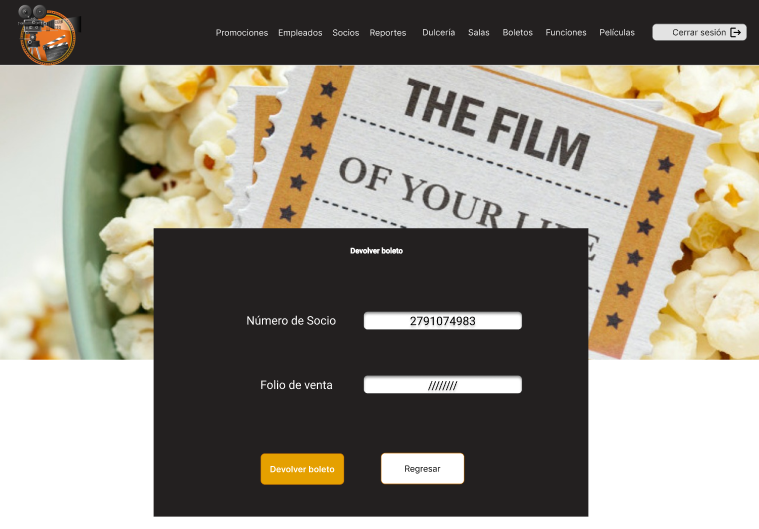 Promociones Empleados Socios Reportes Dulcería Salas Boletos Funciones Películas Cerrar sesión
THE FILM
OF YOUR LIFE
Devolver boleto
Número de Socio 2791074983
Folio de venta ////////
Devolver boleto Regresar